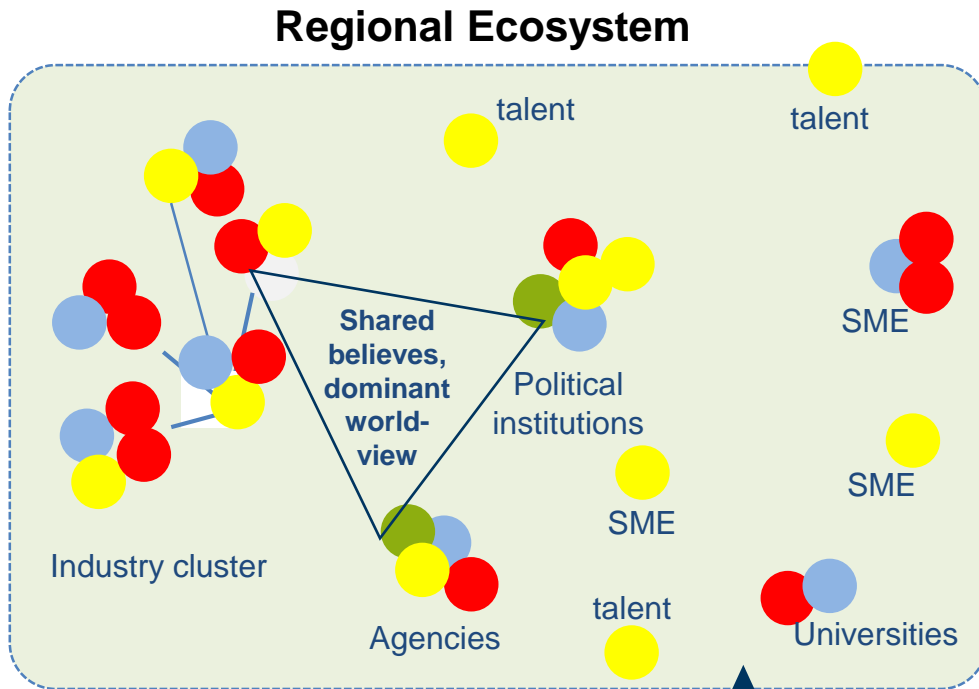 Regional Ecosystem
talent
talent
SME
Shared
believes,
dominant
world-
view
Political
institutions
SME
SME
Industry cluster
Agencies
talent
Universities